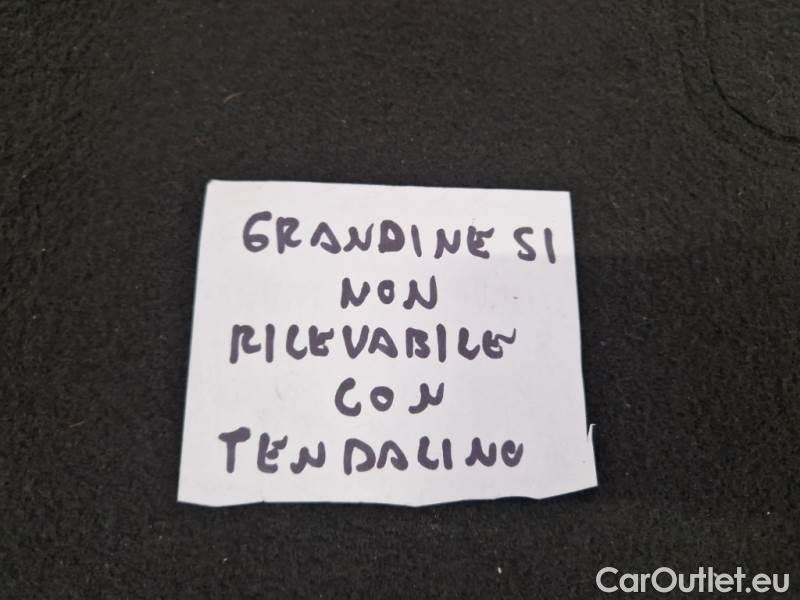 GRANDINE SI
NON
RILEVABILE
CON
TENDALINO
CarOutlet.eu